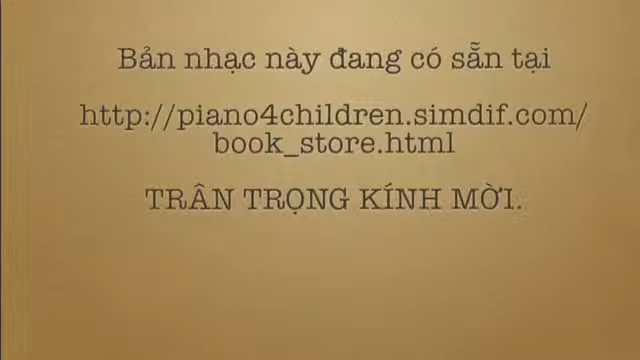 Bản nhạc này đang có sẵn tại
http://piano4children.simdif.com/
book_store.html
TRÂN TRỌNG KÍNH MỜI.